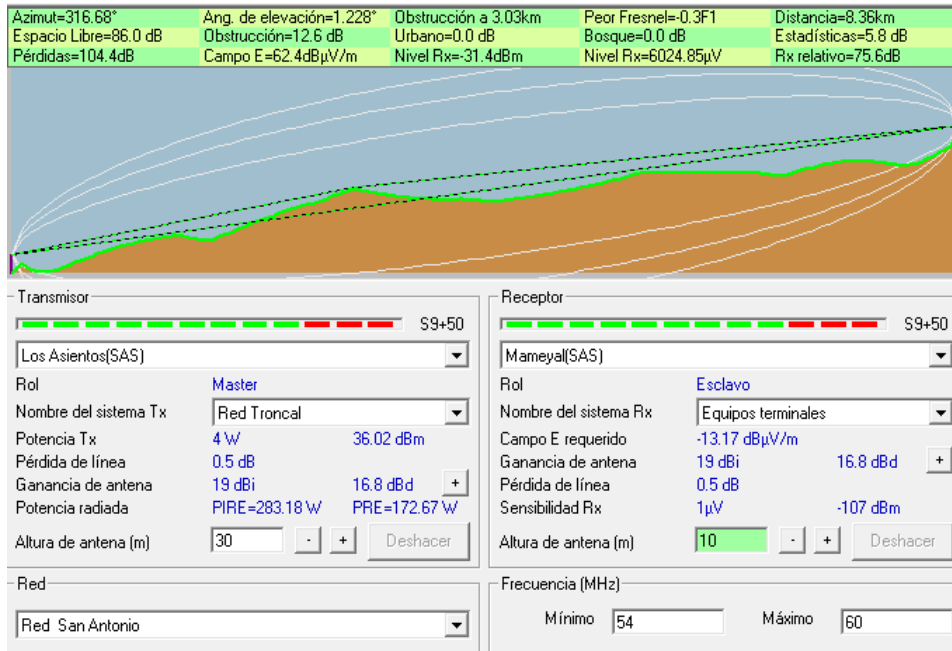 Azimut=316.68° Ang. de elevación=1.228° Obstrucción a 3.03km Peor Fresnel=-0.3F1 Distancia=8.36km
Espacio Libre=86.0 dB Obstrucción=12.6 dB Urbano=0.0 dB Bosque=0.0 dB Estadísticas=5.8 dB
Pérdidas=104.4dB Campo E=62.4dBμV/m Nivel Rx=-31.4dBm Nivel Rx=6024.85μV Rx relativo=75.6dB
Transmisor
S9+50
Los Asientos(SAS)
Rol Master
Nombre del sistema Tx Red Troncal
Potencia Tx 4 W 36.02 dBm
Pérdida de línea 0.5 dB
Ganancia de antena 19 dBi 16.8 dBd +
Potencia radiada PIRE=283.18 W PRE=172.67 W
Altura de antena (m) 30 - + Deshacer
Red
Red San Antonio
Receptor
S9+50
Mameyal(SAS)
Rol Esclavo
Nombre del sistema Rx Equipos terminales
Campo E requerido -13.17 dBμV/m
Ganancia de antena 19 dBi 16.8 dBd +
Pérdida de línea 0.5 dB
Sensibilidad Rx 1μV -107 dBm
Altura de antena (m) 10 - + Deshacer
Frecuencia (MHz)
Mínimo 54 Máximo 60